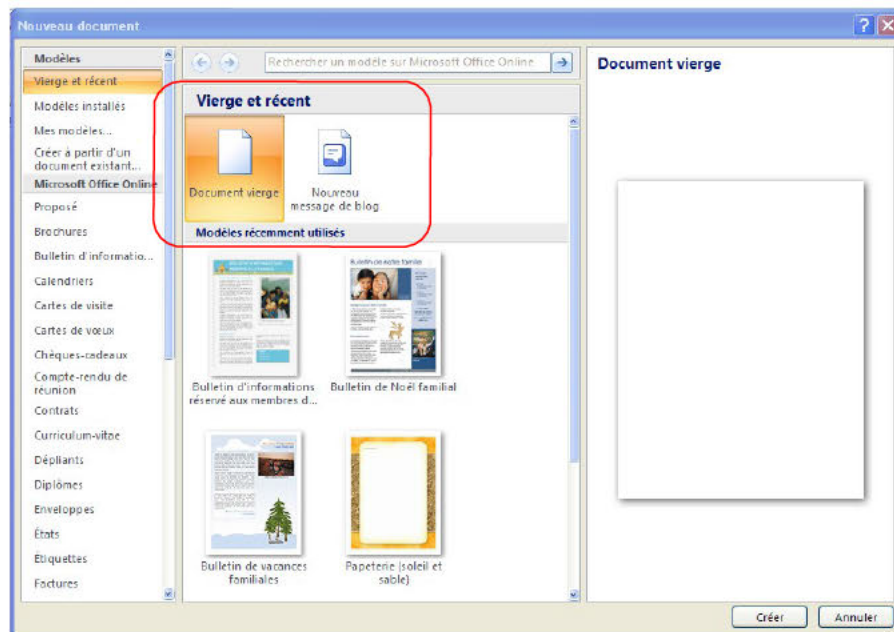 Nouveau document
Modèles
Vierge et récent
Modèles installés
Mes modèles...
Créer à partir d'un
document existant...
Microsoft Office Online
Proposé
Brochures
Bulletin d'informatio...
Calendriers
Cartes de visite
Cartes de vœux
Chèques-cadeaux
Compte-rendu de
réunion
Contrats
Curriculum-vitae
Dépliants
Diplômes
Enveloppes
États
Étiquettes
Factures
Rechercher un modèle sur Microsoft Office Online
Vierge et récent
Document vierge
Nouveau
message de blog
Modèles récemment utilisés
Bulletin d'informations
réservé aux membres d...
Bulletin de Noël familial
Bulletin de vacances
familiales
Papeterie (soleil et
sable)
Document vierge
Créer
Annuler